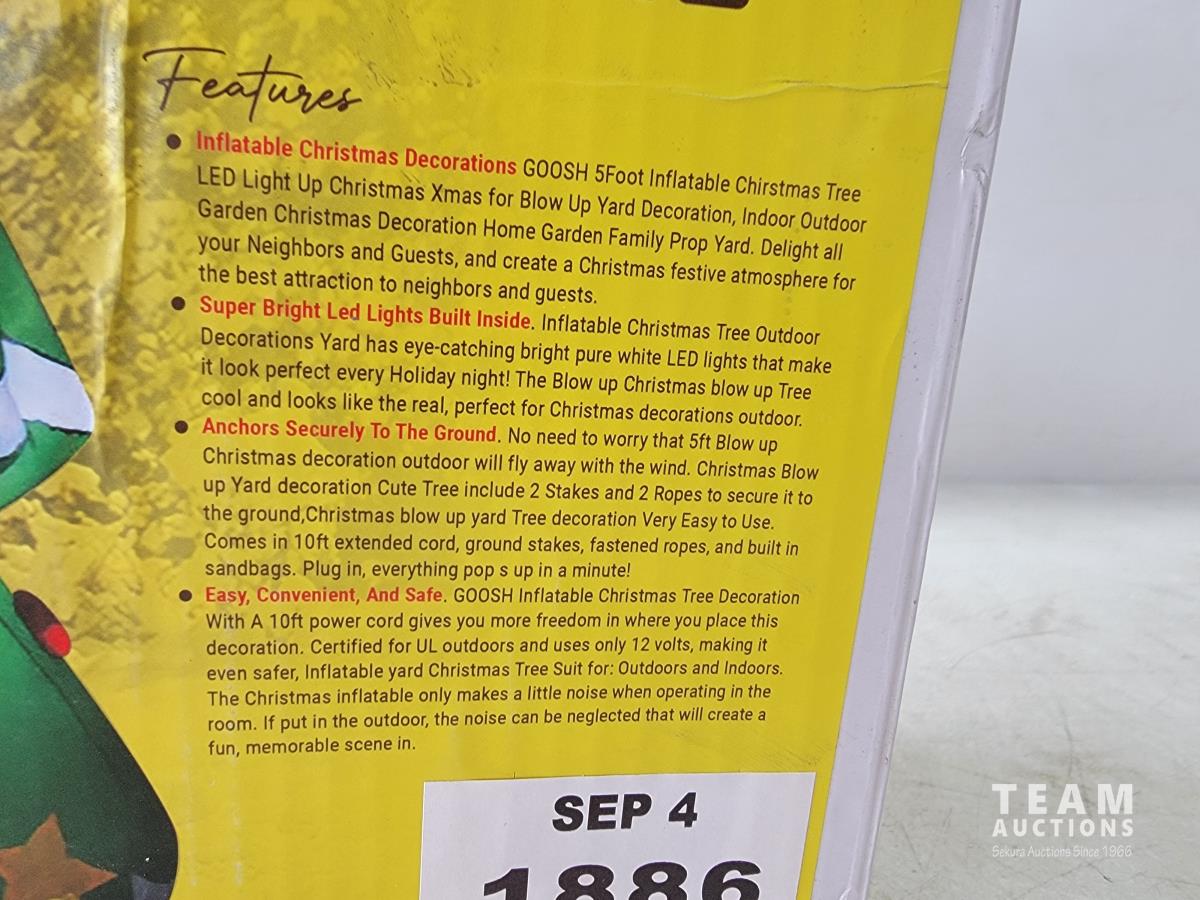 Features
• Inflatable Christmas Decorations GOOSH 5Foot Inflatable Chirstmas Tree
LED Light Up Christmas Xmas for Blow Up Yard Decoration, Indoor Outdoor
Garden Christmas Decoration Home Garden Family Prop Yard. Delight all
your Neighbors and Guests, and create a Christmas festive atmosphere for
the best attraction to neighbors and guests.
• Super Bright Led Lights Built Inside. Inflatable Christmas Tree Outdoor
Decorations Yard has eye-catching bright pure white LED lights that make
it look perfect every Holiday night! The Blow up Christmas blow up Tree
cool and looks like the real, perfect for Christmas decorations outdoor.
• Anchors Securely To The Ground. No need to worry that 5ft Blow up
Christmas decoration outdoor will fly away with the wind. Christmas Blow
up Yard decoration Cute Tree include 2 Stakes and 2 Ropes to secure it to
the ground,Christmas blow up yard Tree decoration Very Easy to Use.
Comes in 10ft extended cord, ground stakes, fastened ropes, and built in
sandbags. Plug in, everything pop s up in a minute!
• Easy, Convenient, And Safe. GOOSH Inflatable Christmas Tree Decoration
With A 10ft power cord gives you more freedom in where you place this
decoration. Certified for UL outdoors and uses only 12 volts, making it
even safer, Inflatable yard Christmas Tree Suit for: Outdoors and Indoors.
The Christmas inflatable only makes a little noise when operating in the
room. If put in the outdoor, the noise can be neglected that will create a
fun, memorable scene in.
SEP 4
1886
TEAM
AUCTIONS
Sekura Auctions Since 1966